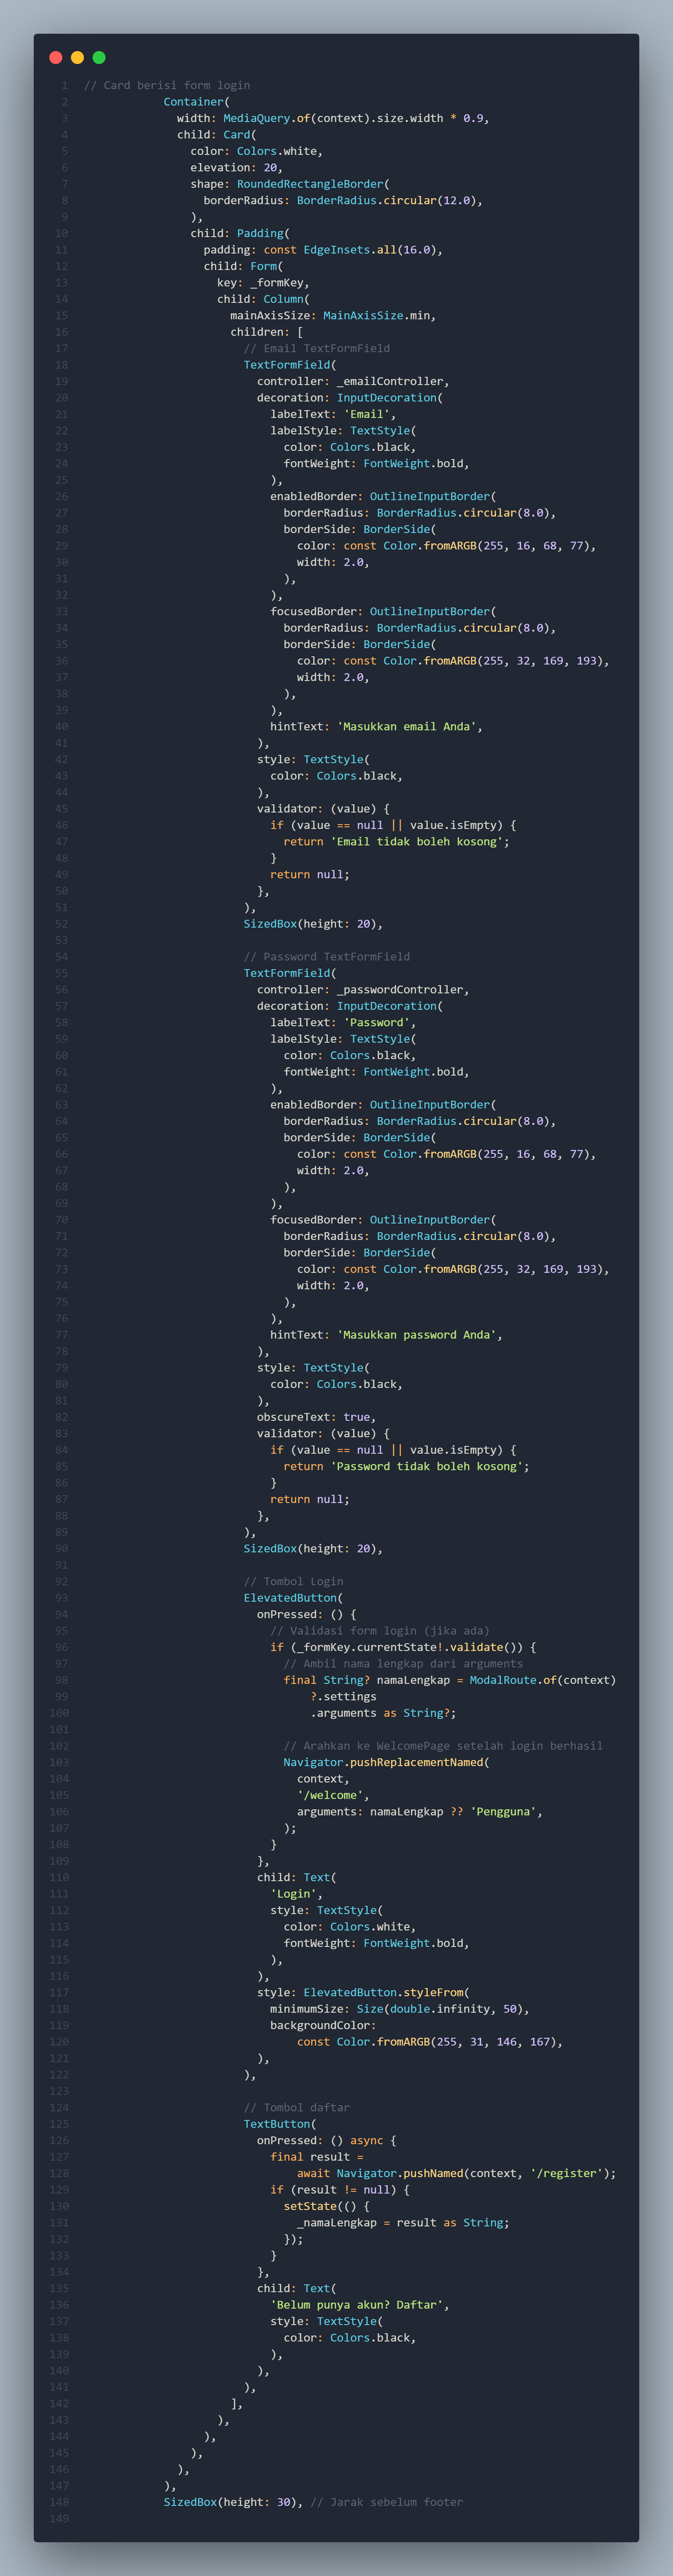 1 // Card berisi form login
2 Container(
3 width: MediaQuery.of(context).size.width * 0.9,
4 child: Card(
5 color: Colors.white,
6 elevation: 20,
7 shape: RoundedRectangleBorder(
8 borderRadius: BorderRadius.circular(12.0),
9 ),
10 child: Padding(
11 padding: const EdgeInsets.all(16.0),
12 child: Form(
13 key: _formKey,
14 child: Column(
15 mainAxisSize: MainAxisSize.min,
16 children: [
17 // Email TextFormField
18 TextFormField(
19 controller: _emailController,
20 decoration: InputDecoration(
21 labelText: 'Email',
22 labelStyle: TextStyle(
23 color: Colors.black,
24 fontWeight: FontWeight.bold,
25 ),
26 enabledBorder: OutlineInputBorder(
27 borderRadius: BorderRadius.circular(8.0),
28 borderSide: BorderSide(
29 color: const Color.fromARGB(255, 16, 68, 77),
30 width: 2.0,
31 ),
32 ),
33 focusedBorder: OutlineInputBorder(
34 borderRadius: BorderRadius.circular(8.0),
35 borderSide: BorderSide(
36 color: const Color.fromARGB(255, 32, 169, 193),
37 width: 2.0,
38 ),
39 ),
40 hintText: 'Masukkan email Anda',
41 ),
42 style: TextStyle(
43 color: Colors.black,
44 ),
45 validator: (value) {
46 if (value == null || value.isEmpty) {
47 return 'Email tidak boleh kosong';
48 }
49 return null;
50 },
51 ),
52 SizedBox(height: 20),
53
54 // Password TextFormField
55 TextFormField(
56 controller: _passwordController,
57 decoration: InputDecoration(
58 labelText: 'Password',
59 labelStyle: TextStyle(
60 color: Colors.black,
61 fontWeight: FontWeight.bold,
62 ),
63 enabledBorder: OutlineInputBorder(
64 borderRadius: BorderRadius.circular(8.0),
65 borderSide: BorderSide(
66 color: const Color.fromARGB(255, 16, 68, 77),
67 width: 2.0,
68 ),
69 ),
70 focusedBorder: OutlineInputBorder(
71 borderRadius: BorderRadius.circular(8.0),
72 borderSide: BorderSide(
73 color: const Color.fromARGB(255, 32, 169, 193),
74 width: 2.0,
75 ),
76 ),
77 hintText: 'Masukkan password Anda',
78 ),
79 style: TextStyle(
80 color: Colors.black,
81 ),
82 obscureText: true,
83 validator: (value) {
84 if (value == null || value.isEmpty) {
85 return 'Password tidak boleh kosong';
86 }
87 return null;
88 },
89 ),
90 SizedBox(height: 20),
91
92 // Tombol Login
93 ElevatedButton(
94 onPressed: () {
95 // Validasi form login (jika ada)
96 if (_formKey.currentState!.validate()) {
97 // Ambil nama lengkap dari arguments
98 final String? namaLengkap = ModalRoute.of(context)
99 ?.settings
100 .arguments as String?;
101
102 // Arahkan ke WelcomePage setelah login berhasil
103 Navigator.pushReplacementNamed(
104 context,
105 '/welcome',
106 arguments: namaLengkap ?? 'Pengguna',
107 );
108 }
109 },
110 child: Text(
111 'Login',
112 style: TextStyle(
113 color: Colors.white,
114 fontWeight: FontWeight.bold,
115 ),
116 ),
117 style: ElevatedButton.styleFrom(
118 minimumSize: Size(double.infinity, 50),
119 backgroundColor:
120 const Color.fromARGB(255, 31, 146, 167),
121 ),
122 ),
123
124 // Tombol daftar
125 TextButton(
126 onPressed: () async {
127 final result =
128 await Navigator.pushNamed(context, '/register');
129 if (result != null) {
130 setState(() {
131 _namaLengkap = result as String;
132 });
133 }
134 },
135 child: Text(
136 'Belum punya akun? Daftar',
137 style: TextStyle(
138 color: Colors.black,
139 ),
140 ),
141 ),
142 ],
143 ),
144 ),
145 ),
146 ),
147 ),
148 SizedBox(height: 30), // Jarak sebelum footer
149